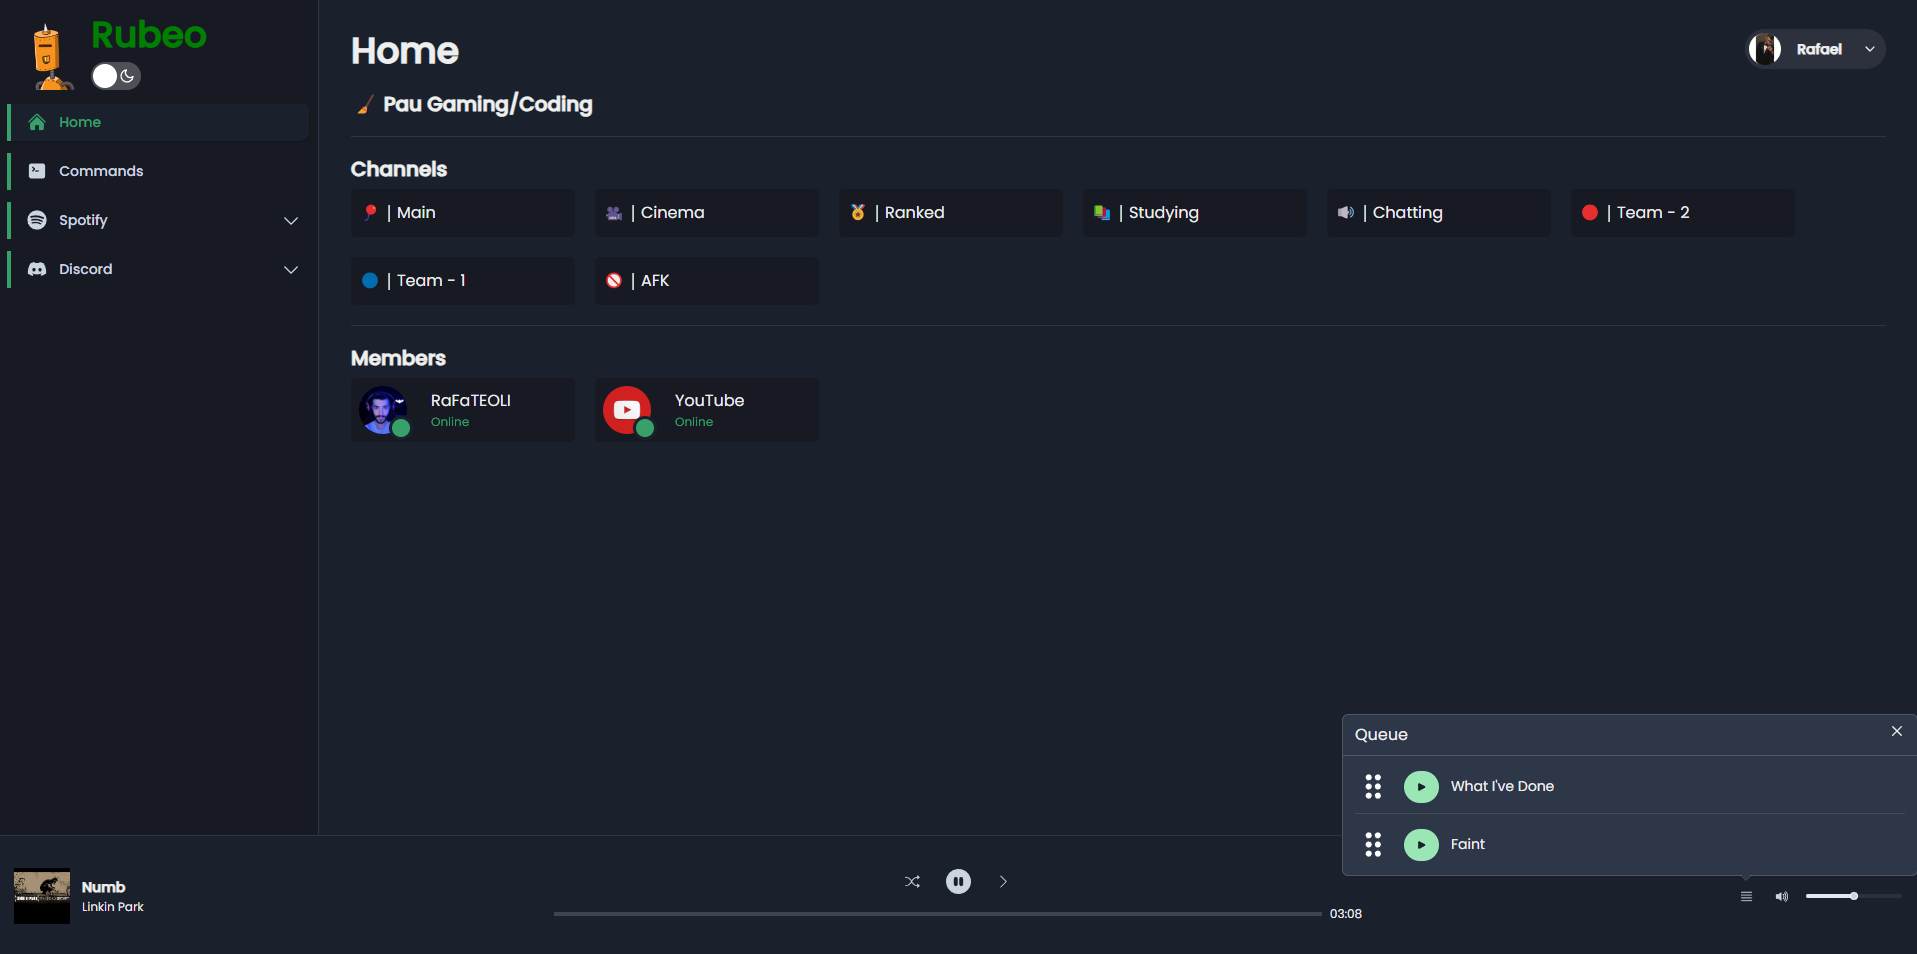 Rubeo
Home
Commands
Spotify
Discord
Home
Rafael
Pau Gaming/Coding
Channels
| Main
| Cinema
| Ranked
| Studying
| Chatting
| Team - 2
| Team - 1
| AFK
Members
RaFaTEOLI
Online
YouTube
Online
Queue
What I've Done
Faint
Numb
Linkin Park
03:08